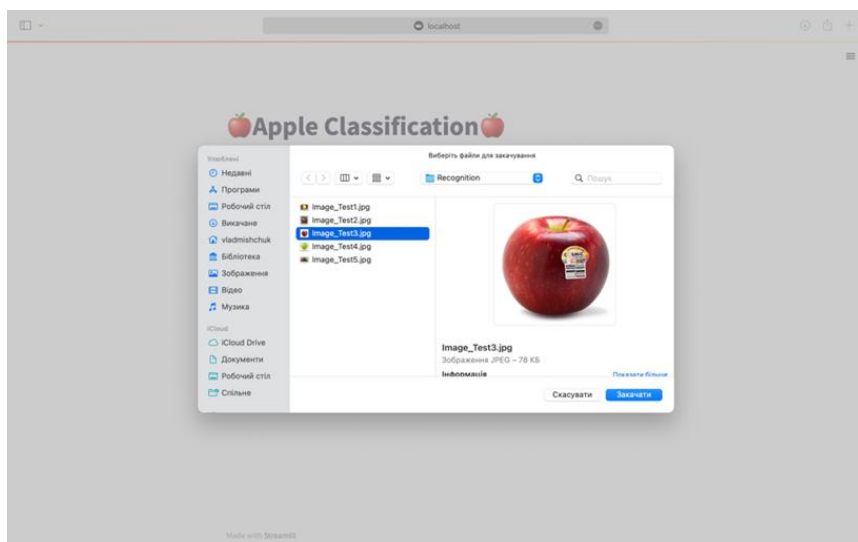 localhost
🍎Apple Classification🍎
Виберіть файли для закачування
Улюблені
Недавні
Програми
Робочий стіл
Викачане
vladmishchuk
Бібліотека
Зображення
Відео
Музика
iCloud
iCloud Drive
Документи
Робочий стіл
Спільне
Recognition
Пошук
Image_Test1.jpg
Image_Test2.jpg
Image_Test3.jpg
Image_Test4.jpg
Image_Test5.jpg
Image_Test3.jpg
Зображення JPEG – 78 КБ
Інформація
Показати більше
Скасувати
Закачати
Made with Streamlit